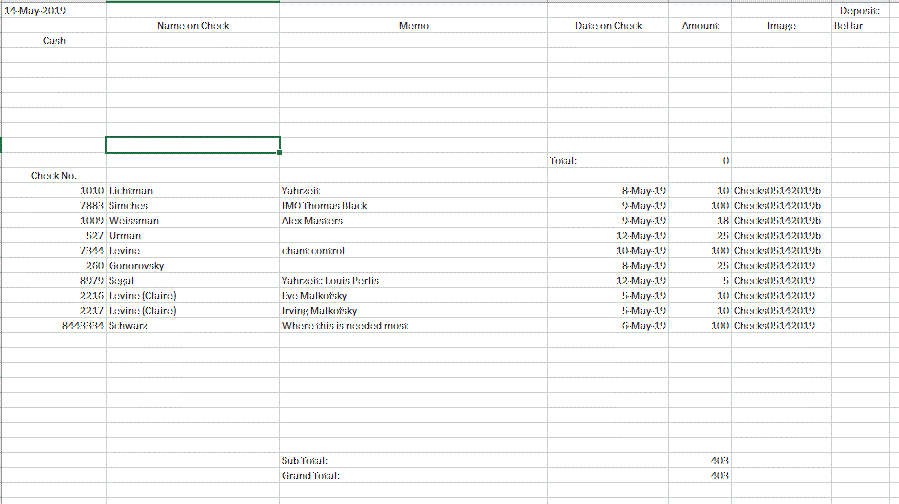 14-May-2019 Deposit:
Name on Check Memo Date on Check Amount Image BeHar
Cash
Total: 0
Check No.
1010 Lichtman Yahrzeit 8-May-19 10 Checks05142019b
7883 Simches IMO Thomas Black 9-May-19 100 Checks05142019b
1009 Weissman Alex Masters 9-May-19 18 Checks05142019b
527 Urman 12-May-19 25 Checks05142019b
7344 Levine chant control 10-May-19 100 Checks05142019b
260 Gonorovsky 8-May-19 25 Checks05142019
8979 Segal Yahrzeit: Louis Perlis 12-May-19 5 Checks05142019
2216 Levine (Claire) Eve Malkofsky 5-May-19 10 Checks05142019
2217 Levine (Claire) Irving Malkofsky 5-May-19 10 Checks05142019
8443334 Schwarz Where this is needed most 6-May-19 100 Checks05142019
Sub Total: 403
Grand Total: 403